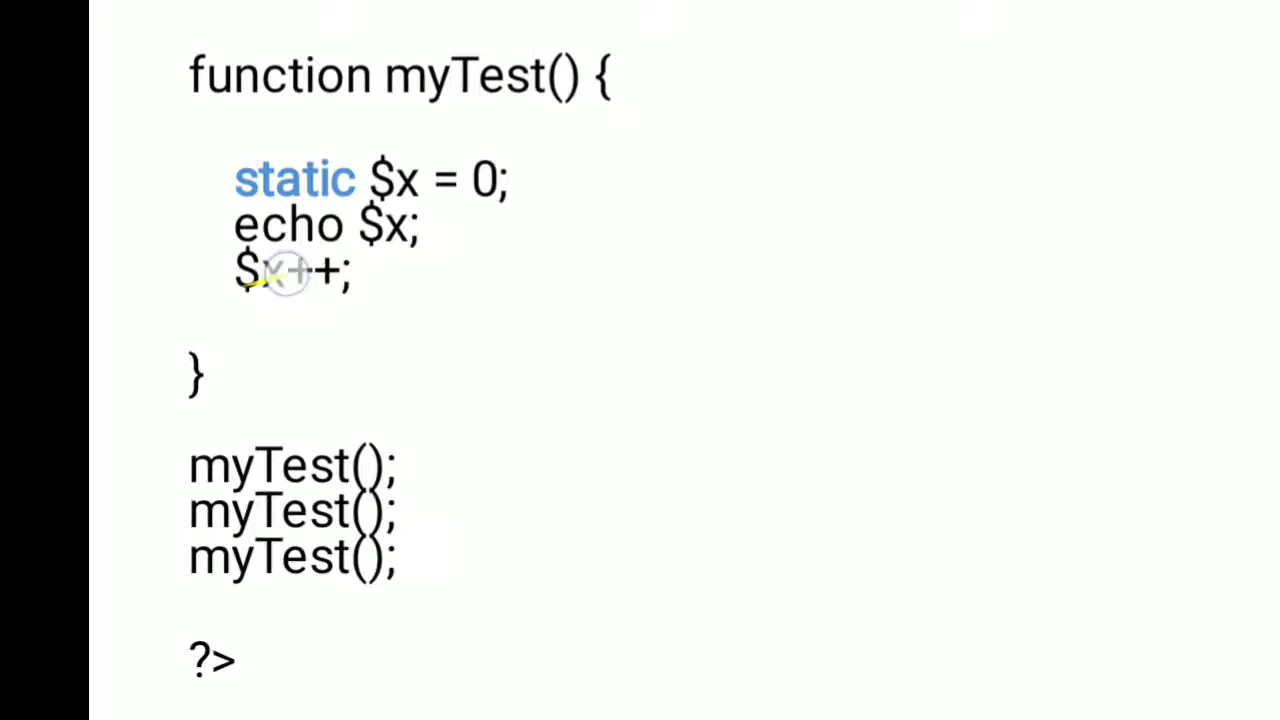 function myTest() {
static $x = 0;
echo $x;
$x++;
}
myTest();
myTest();
myTest();
?>